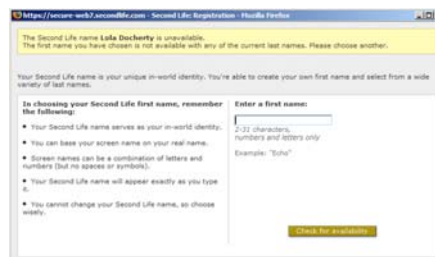 https://secure-web7.secondlife.com - Second Life: Registration - Mozilla Firefox
The Second Life name Lola Docherty is unavailable.
The first name you have chosen is not available with any of the current last names. Please choose another.
Your Second Life name is your unique in-world identity. You're able to create your own first name and select from a wide
variety of last names.
In choosing your Second Life first name, remember
the following:
• Your Second Life name serves as your in-world identity.
• You can base your screen name on your real name.
• Screen names can be a combination of letters and
numbers (but no spaces or symbols).
• Your Second Life name will appear exactly as you type
it.
• You cannot change your Second Life name, so choose
wisely.
Enter a first name:
2-31 characters,
numbers and letters only
Example: "Echo"
Check for availability